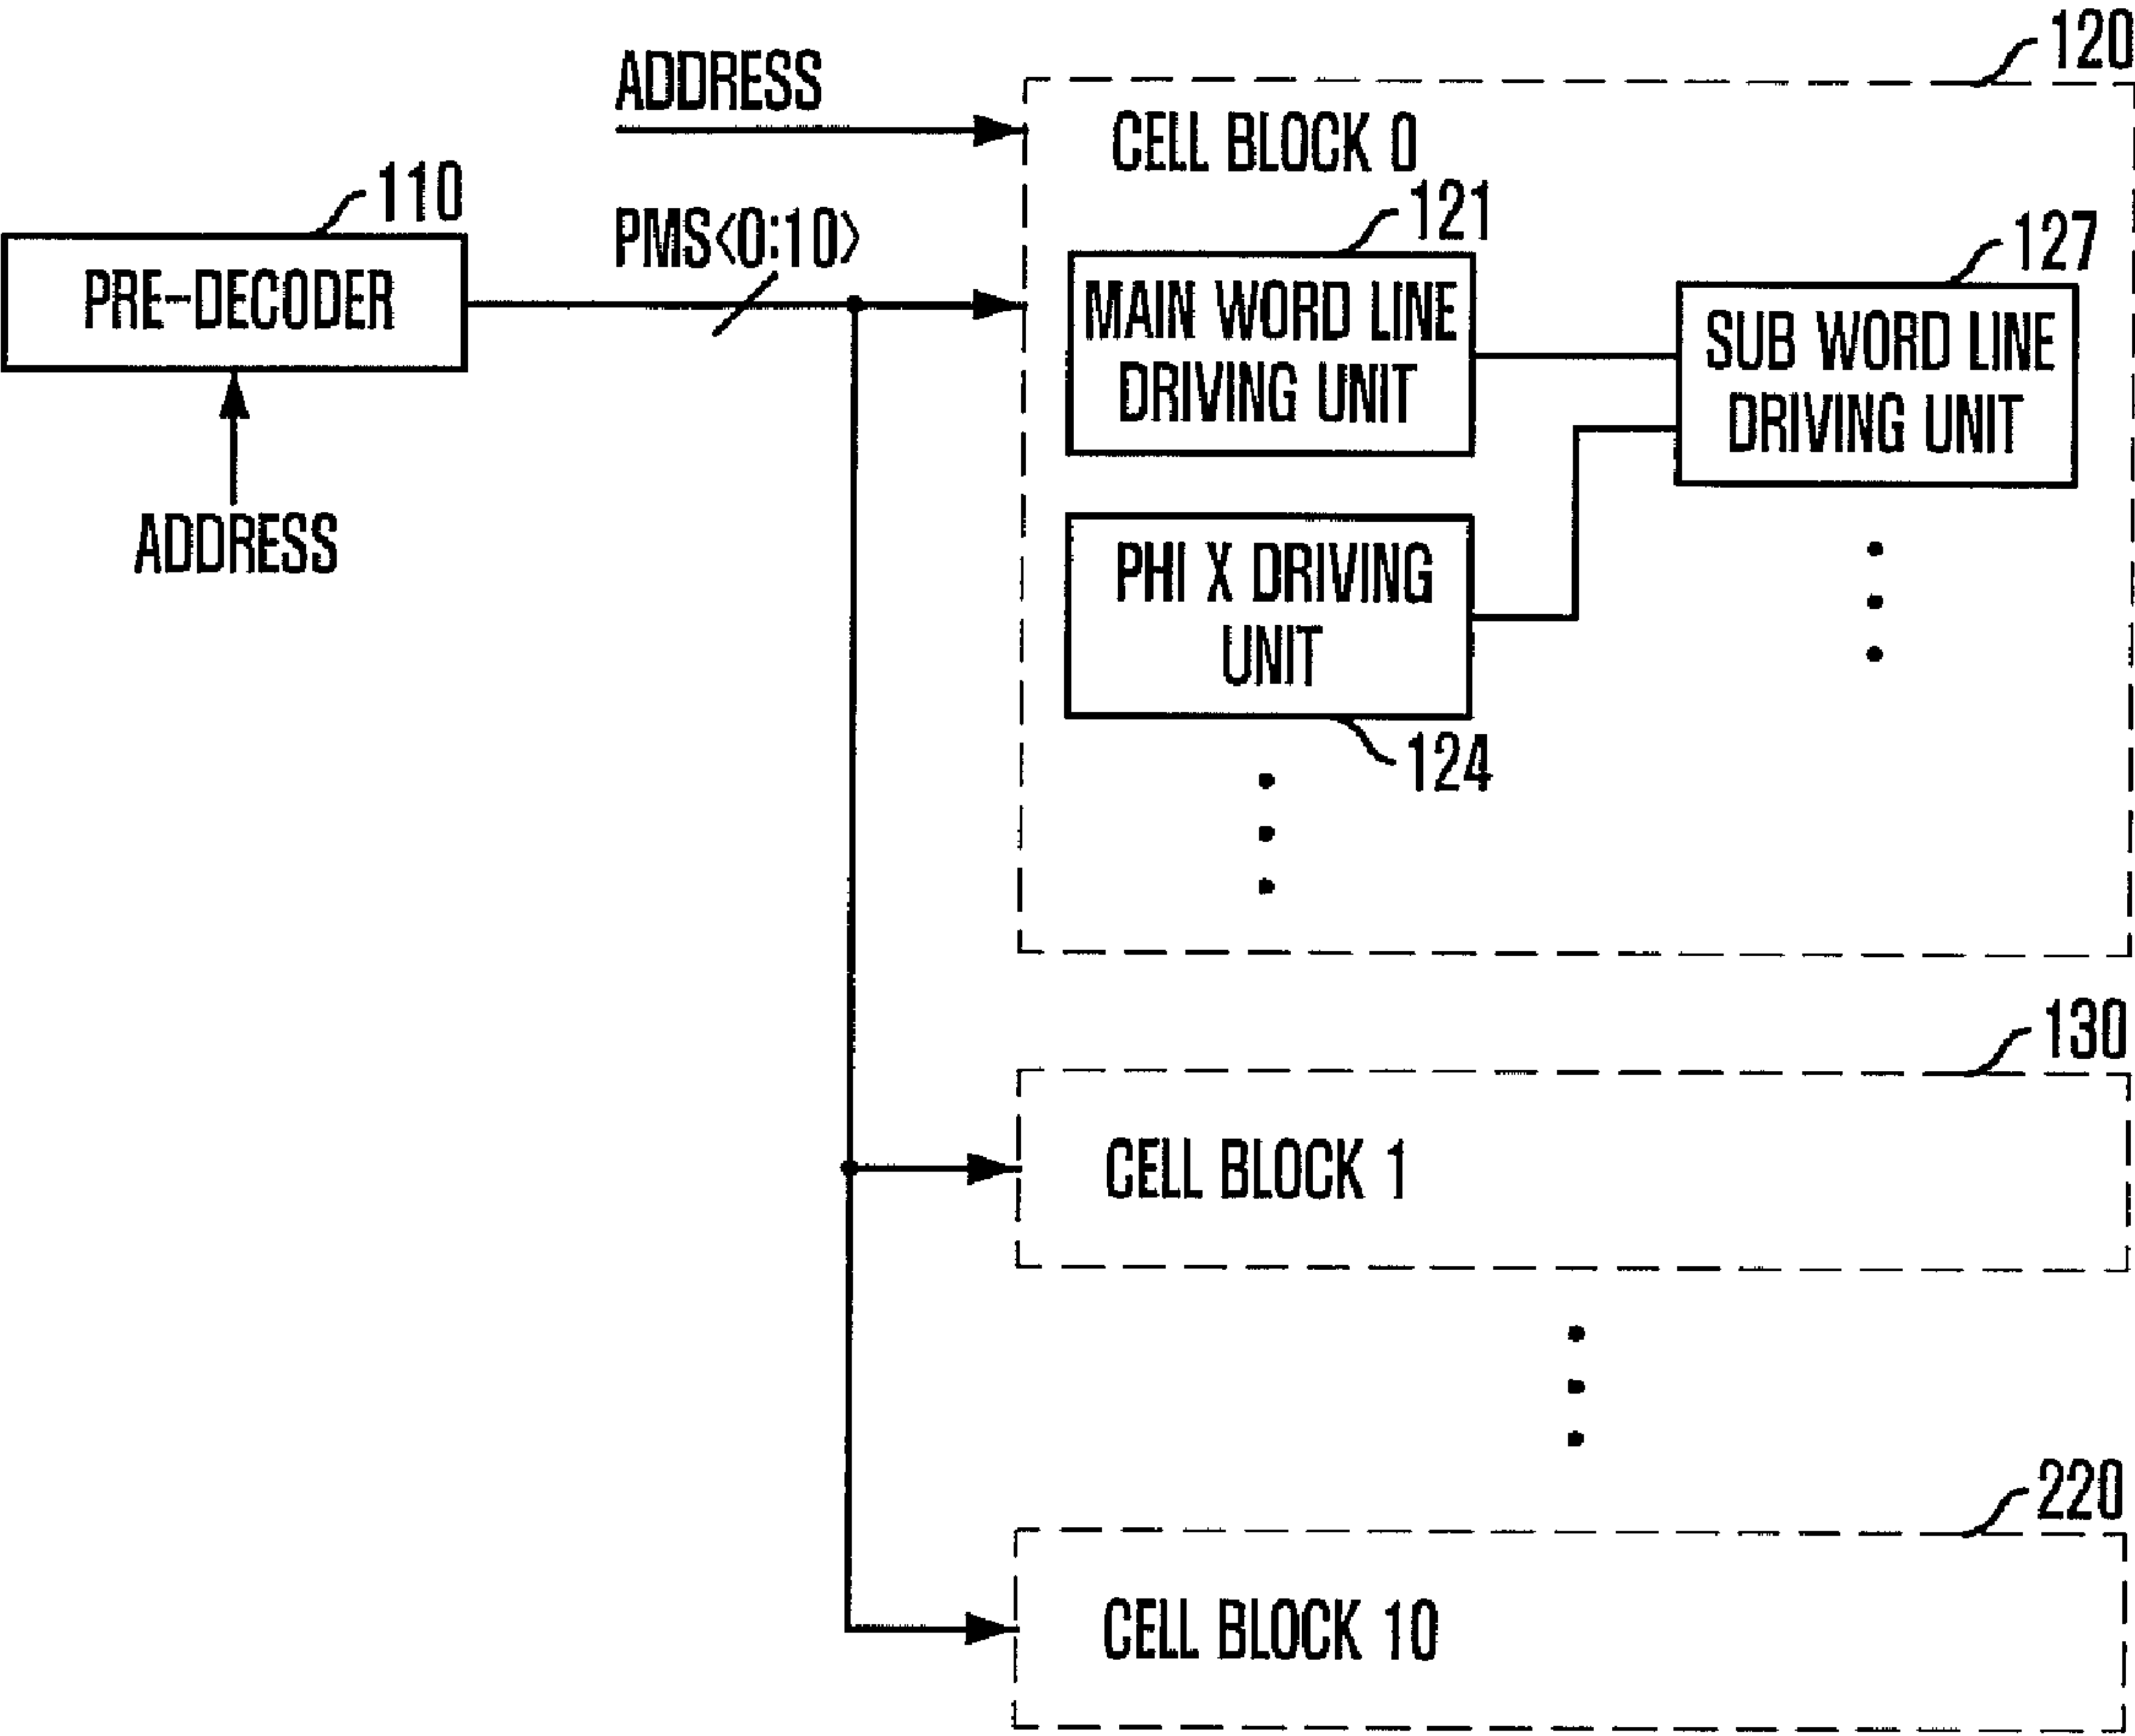 120
ADDRESS
CELL BLOCK 0
110
PMS<0:10>
121
127
PRE-DECODER
MAIN WORD LINE
DRIVING UNIT
SUB WORD LINE
DRIVING UNIT
ADDRESS
PHI X DRIVING
UNIT
124
130
CELL BLOCK 1
220
CELL BLOCK 10